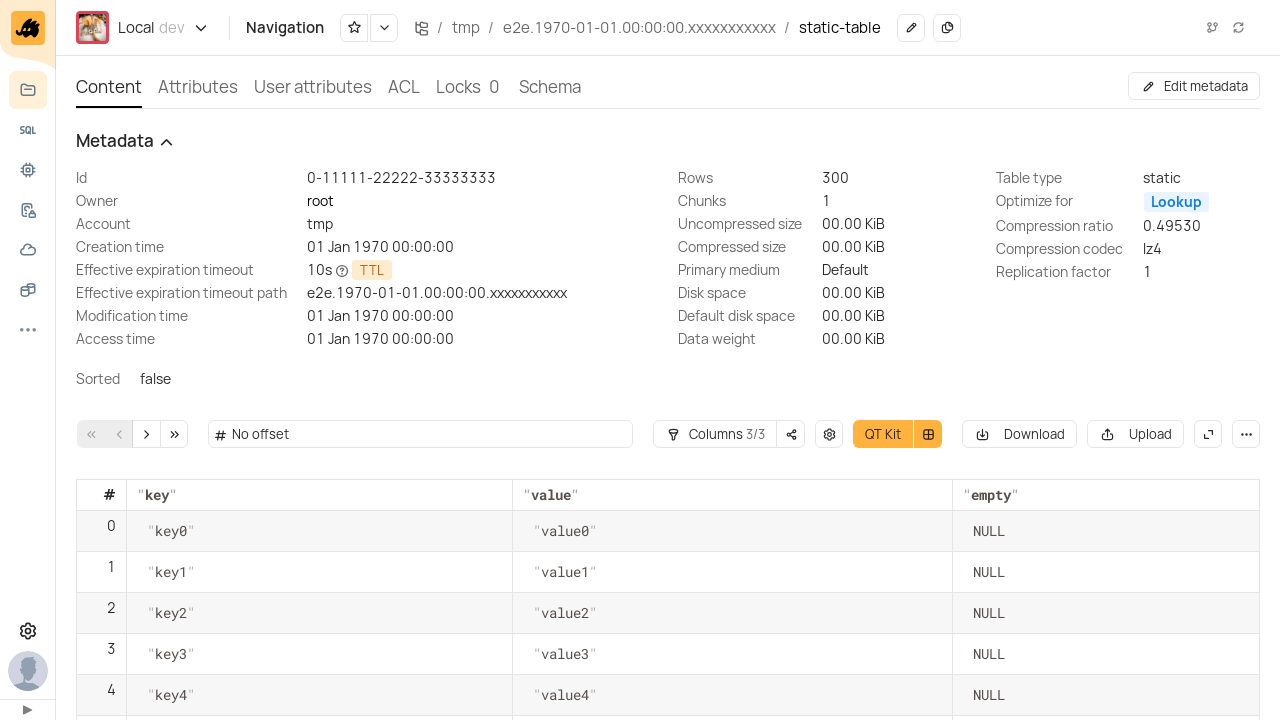 Local dev
Navigation
/ tmp / e2e.1970-01-01.00:00:00.xxxxxxxxxxx / static-table
SQL
Content Attributes User attributes ACL Locks 0 Schema
Edit metadata
Metadata
Id 0-11111-22222-33333333
Owner root
Account tmp
Creation time 01 Jan 1970 00:00:00
Effective expiration timeout 10s TTL
Effective expiration timeout path e2e.1970-01-01.00:00:00.xxxxxxxxxxx
Modification time 01 Jan 1970 00:00:00
Access time 01 Jan 1970 00:00:00
Rows 300
Chunks 1
Uncompressed size 00.00 KiB
Compressed size 00.00 KiB
Primary medium Default
Disk space 00.00 KiB
Default disk space 00.00 KiB
Data weight 00.00 KiB
Table type static
Optimize for Lookup
Compression ratio 0.49530
Compression codec lz4
Replication factor 1
Sorted false
# No offset
Columns 3/3
QT Kit
Download
Upload
# "key" "value" "empty"
0 "key0" "value0" NULL
1 "key1" "value1" NULL
2 "key2" "value2" NULL
3 "key3" "value3" NULL
4 "key4" "value4" NULL